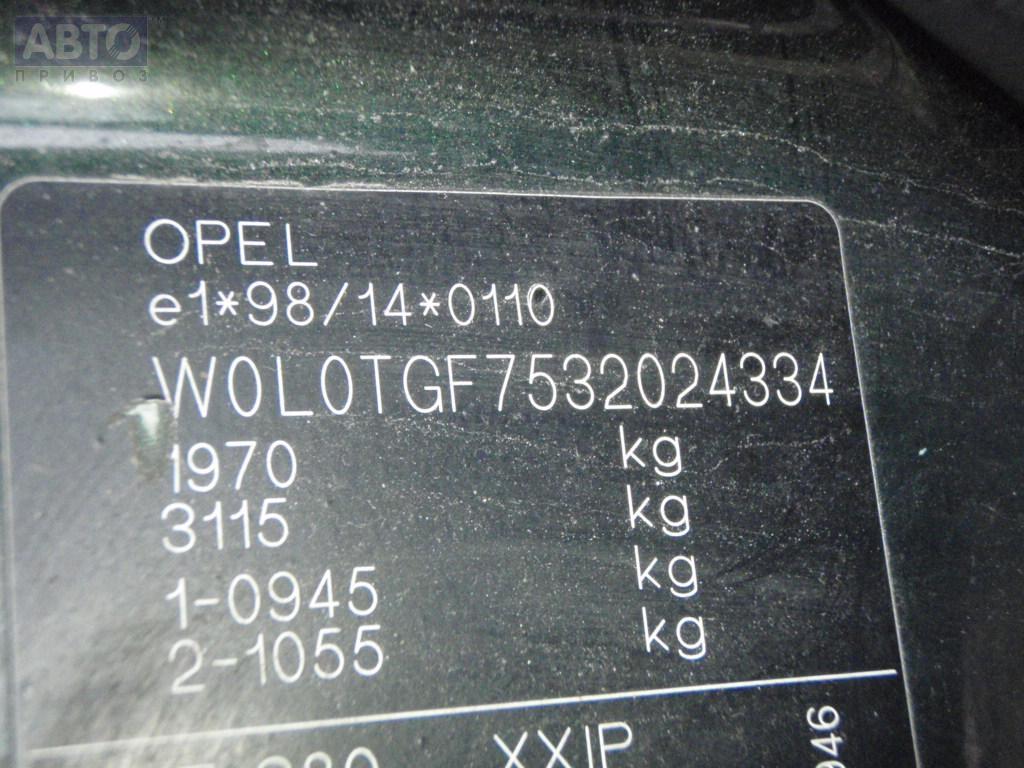 АВТО
ПРИВОЗ
OPEL
e1*98/14*0110
W0L0TGF7532024334
1970 kg
3115 kg
1-0945 kg
2-1055 kg
XXIP